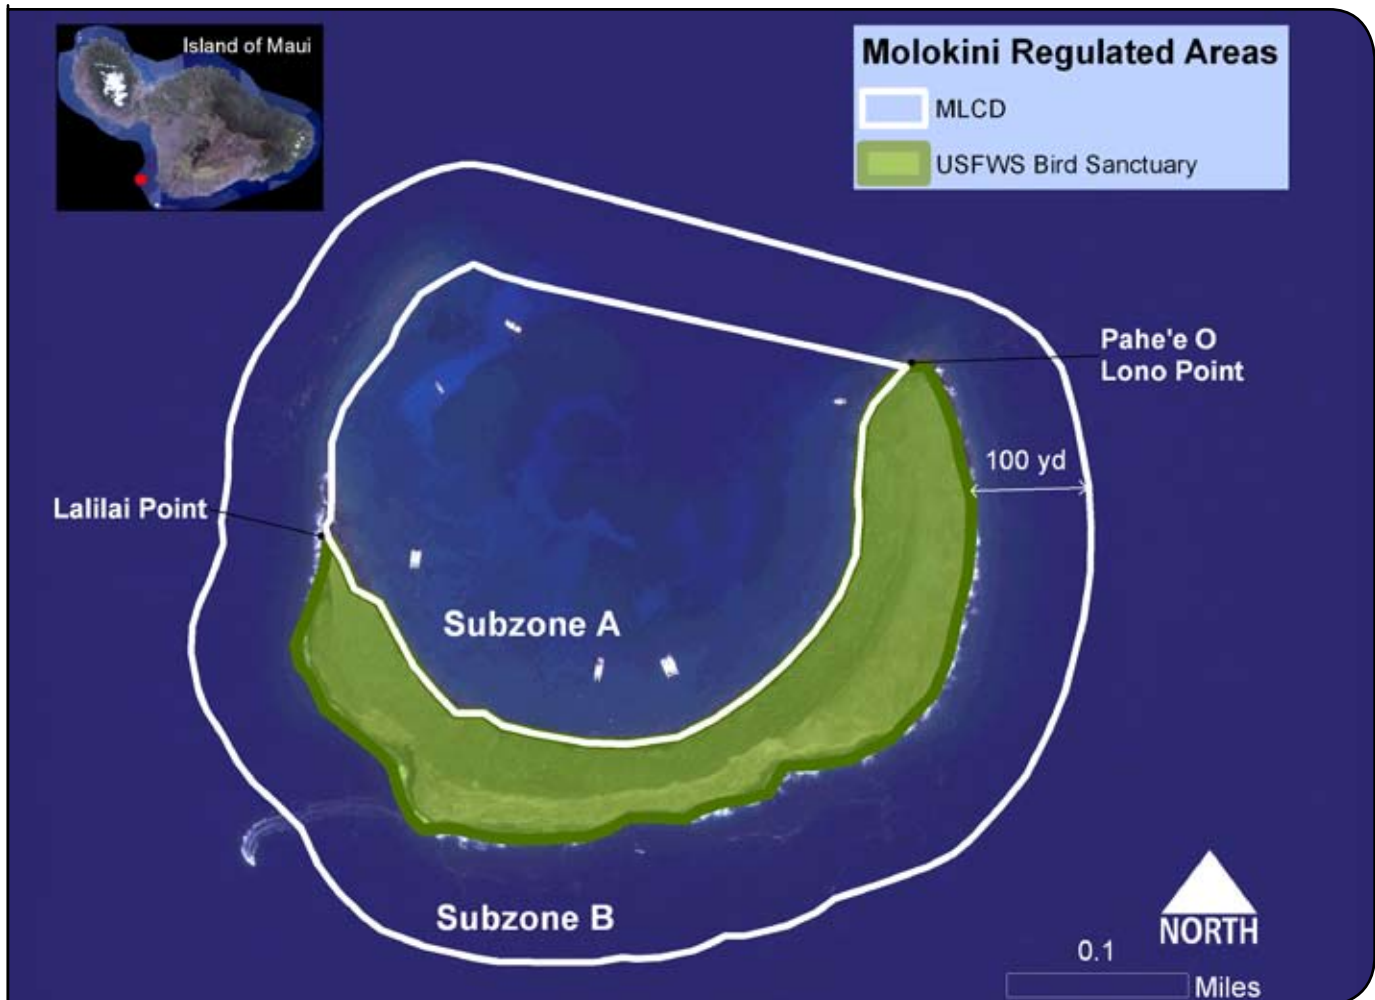 Island of Maui
Molokini Regulated Areas
MLCD
USFWS Bird Sanctuary
Pahe'e O
Lono Point
100 yd
Lalilai Point
Subzone A
Subzone B
NORTH
0.1
Miles